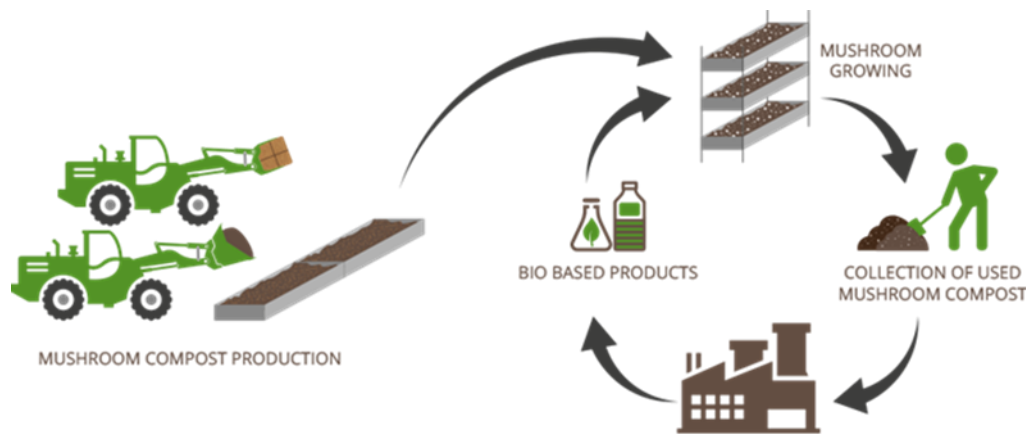 MUSHROOM
GROWING
BIO BASED PRODUCTS
COLLECTION OF USED
MUSHROOM COMPOST
MUSHROOM COMPOST PRODUCTION